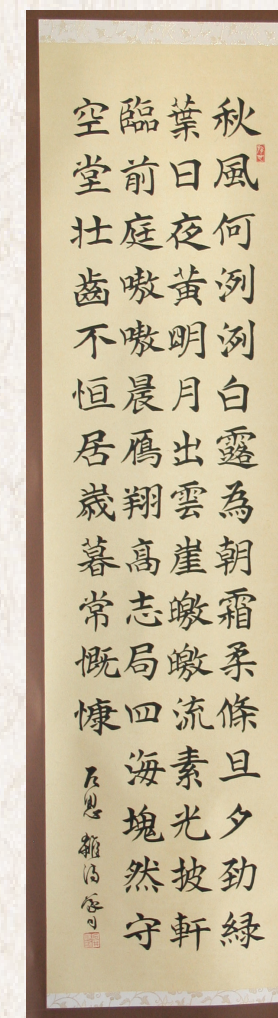 秋風何冽冽白露為朝霜柔條旦夕勁緑
葉日夜黃明月出雲崖皦皦流素光披軒
臨前庭嗷嗷晨鴈翔高志局四海塊然守
空堂壯齒不恒居歲暮常慨慷
左思 雜詩